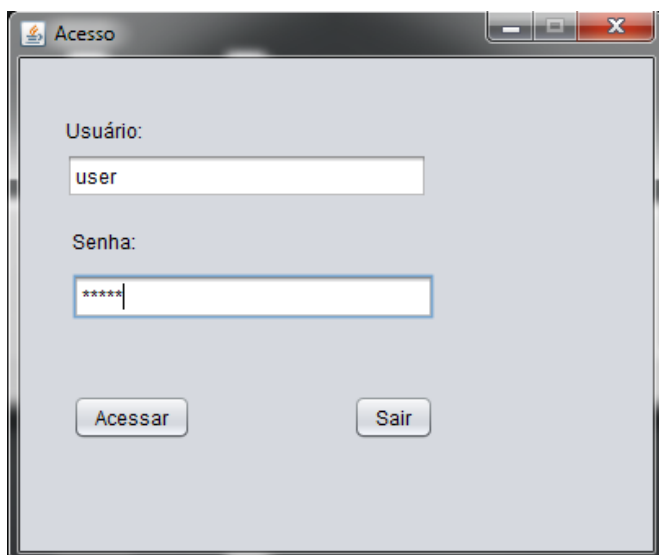 Acesso
Usuário:
user
Senha:
*****
Acessar Sair